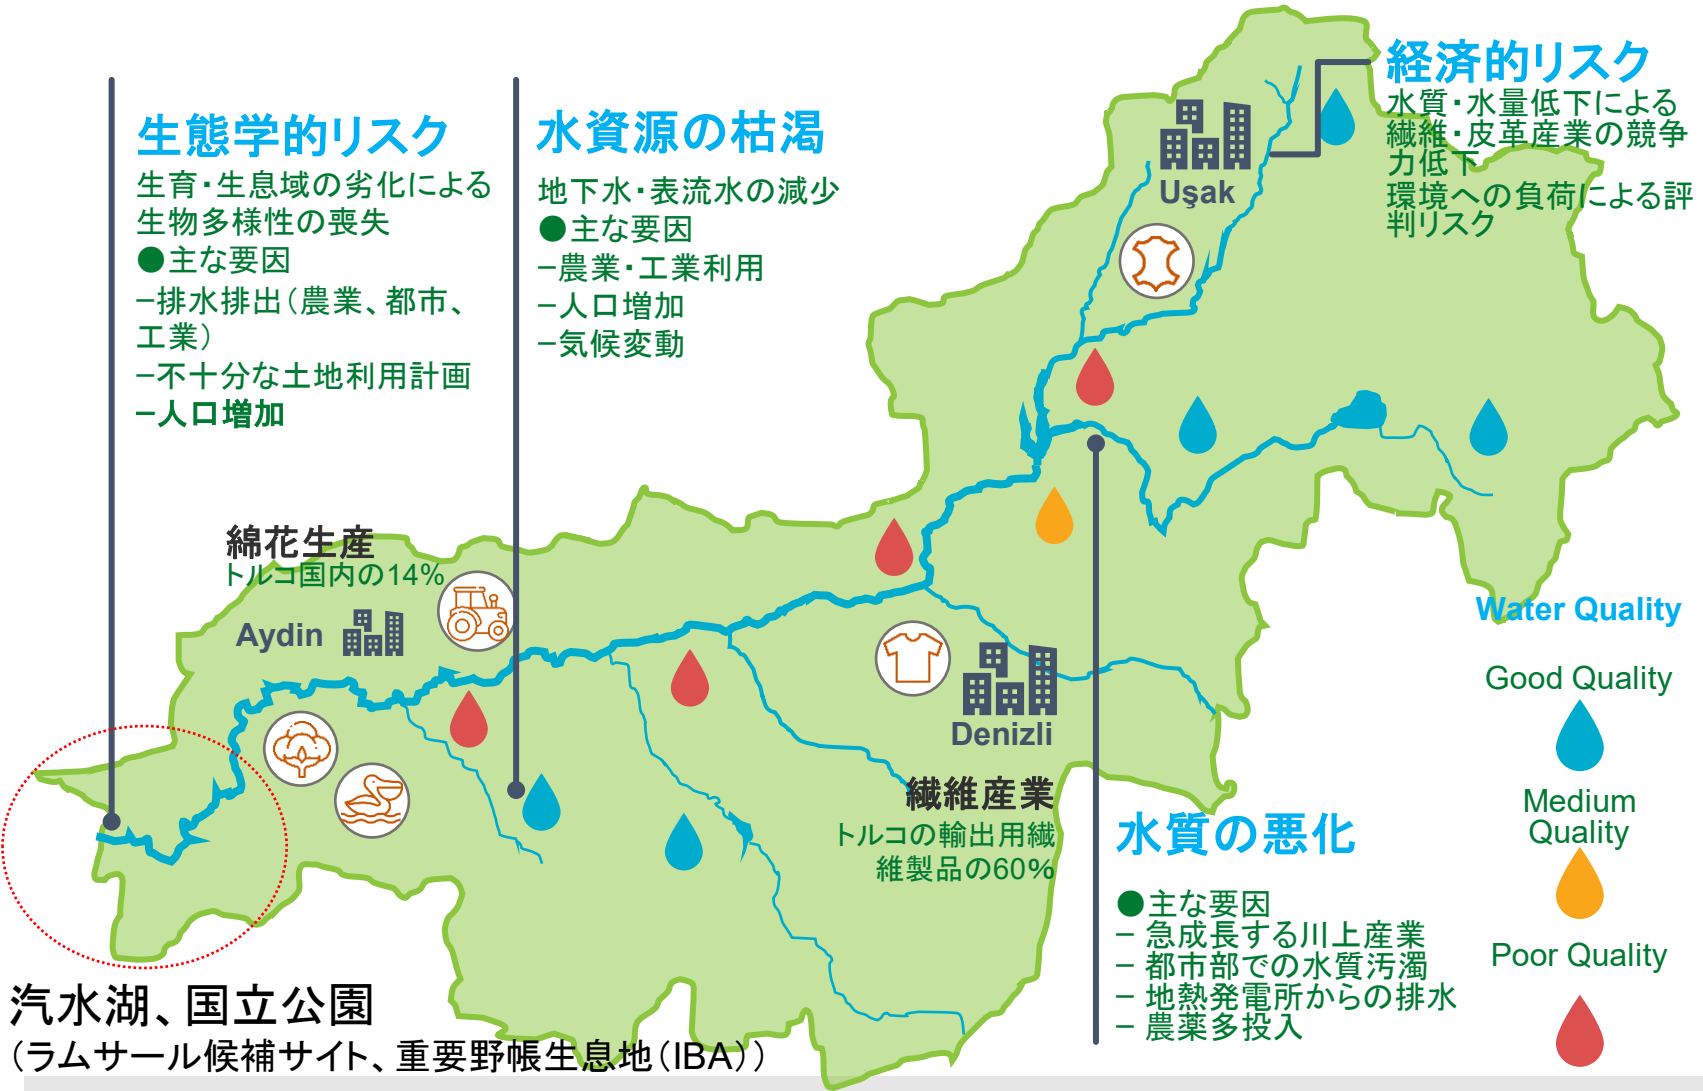 生態学的リスク
生育・生息域の劣化による
生物多様性の喪失
●主な要因
−排水排出（農業、都市、
工業）
−不十分な土地利用計画
−人口増加
水資源の枯渇
地下水・表流水の減少
●主な要因
−農業・工業利用
−人口増加
−気候変動
経済的リスク
水質・水量低下による
繊維・皮革産業の競争
力低下
環境への負荷による評
判リスク
Uşak
綿花生産
トルコ国内の14%
Aydin
Denizli
繊維産業
トルコの輸出用繊
維製品の60%
水質の悪化
●主な要因
− 急成長する川上産業
− 都市部での水質汚濁
− 地熱発電所からの排水
− 農薬多投入
Water Quality
Good Quality
Medium
Quality
Poor Quality
汽水湖、国立公園
（ラムサール候補サイト、重要野帳生息地（IBA））